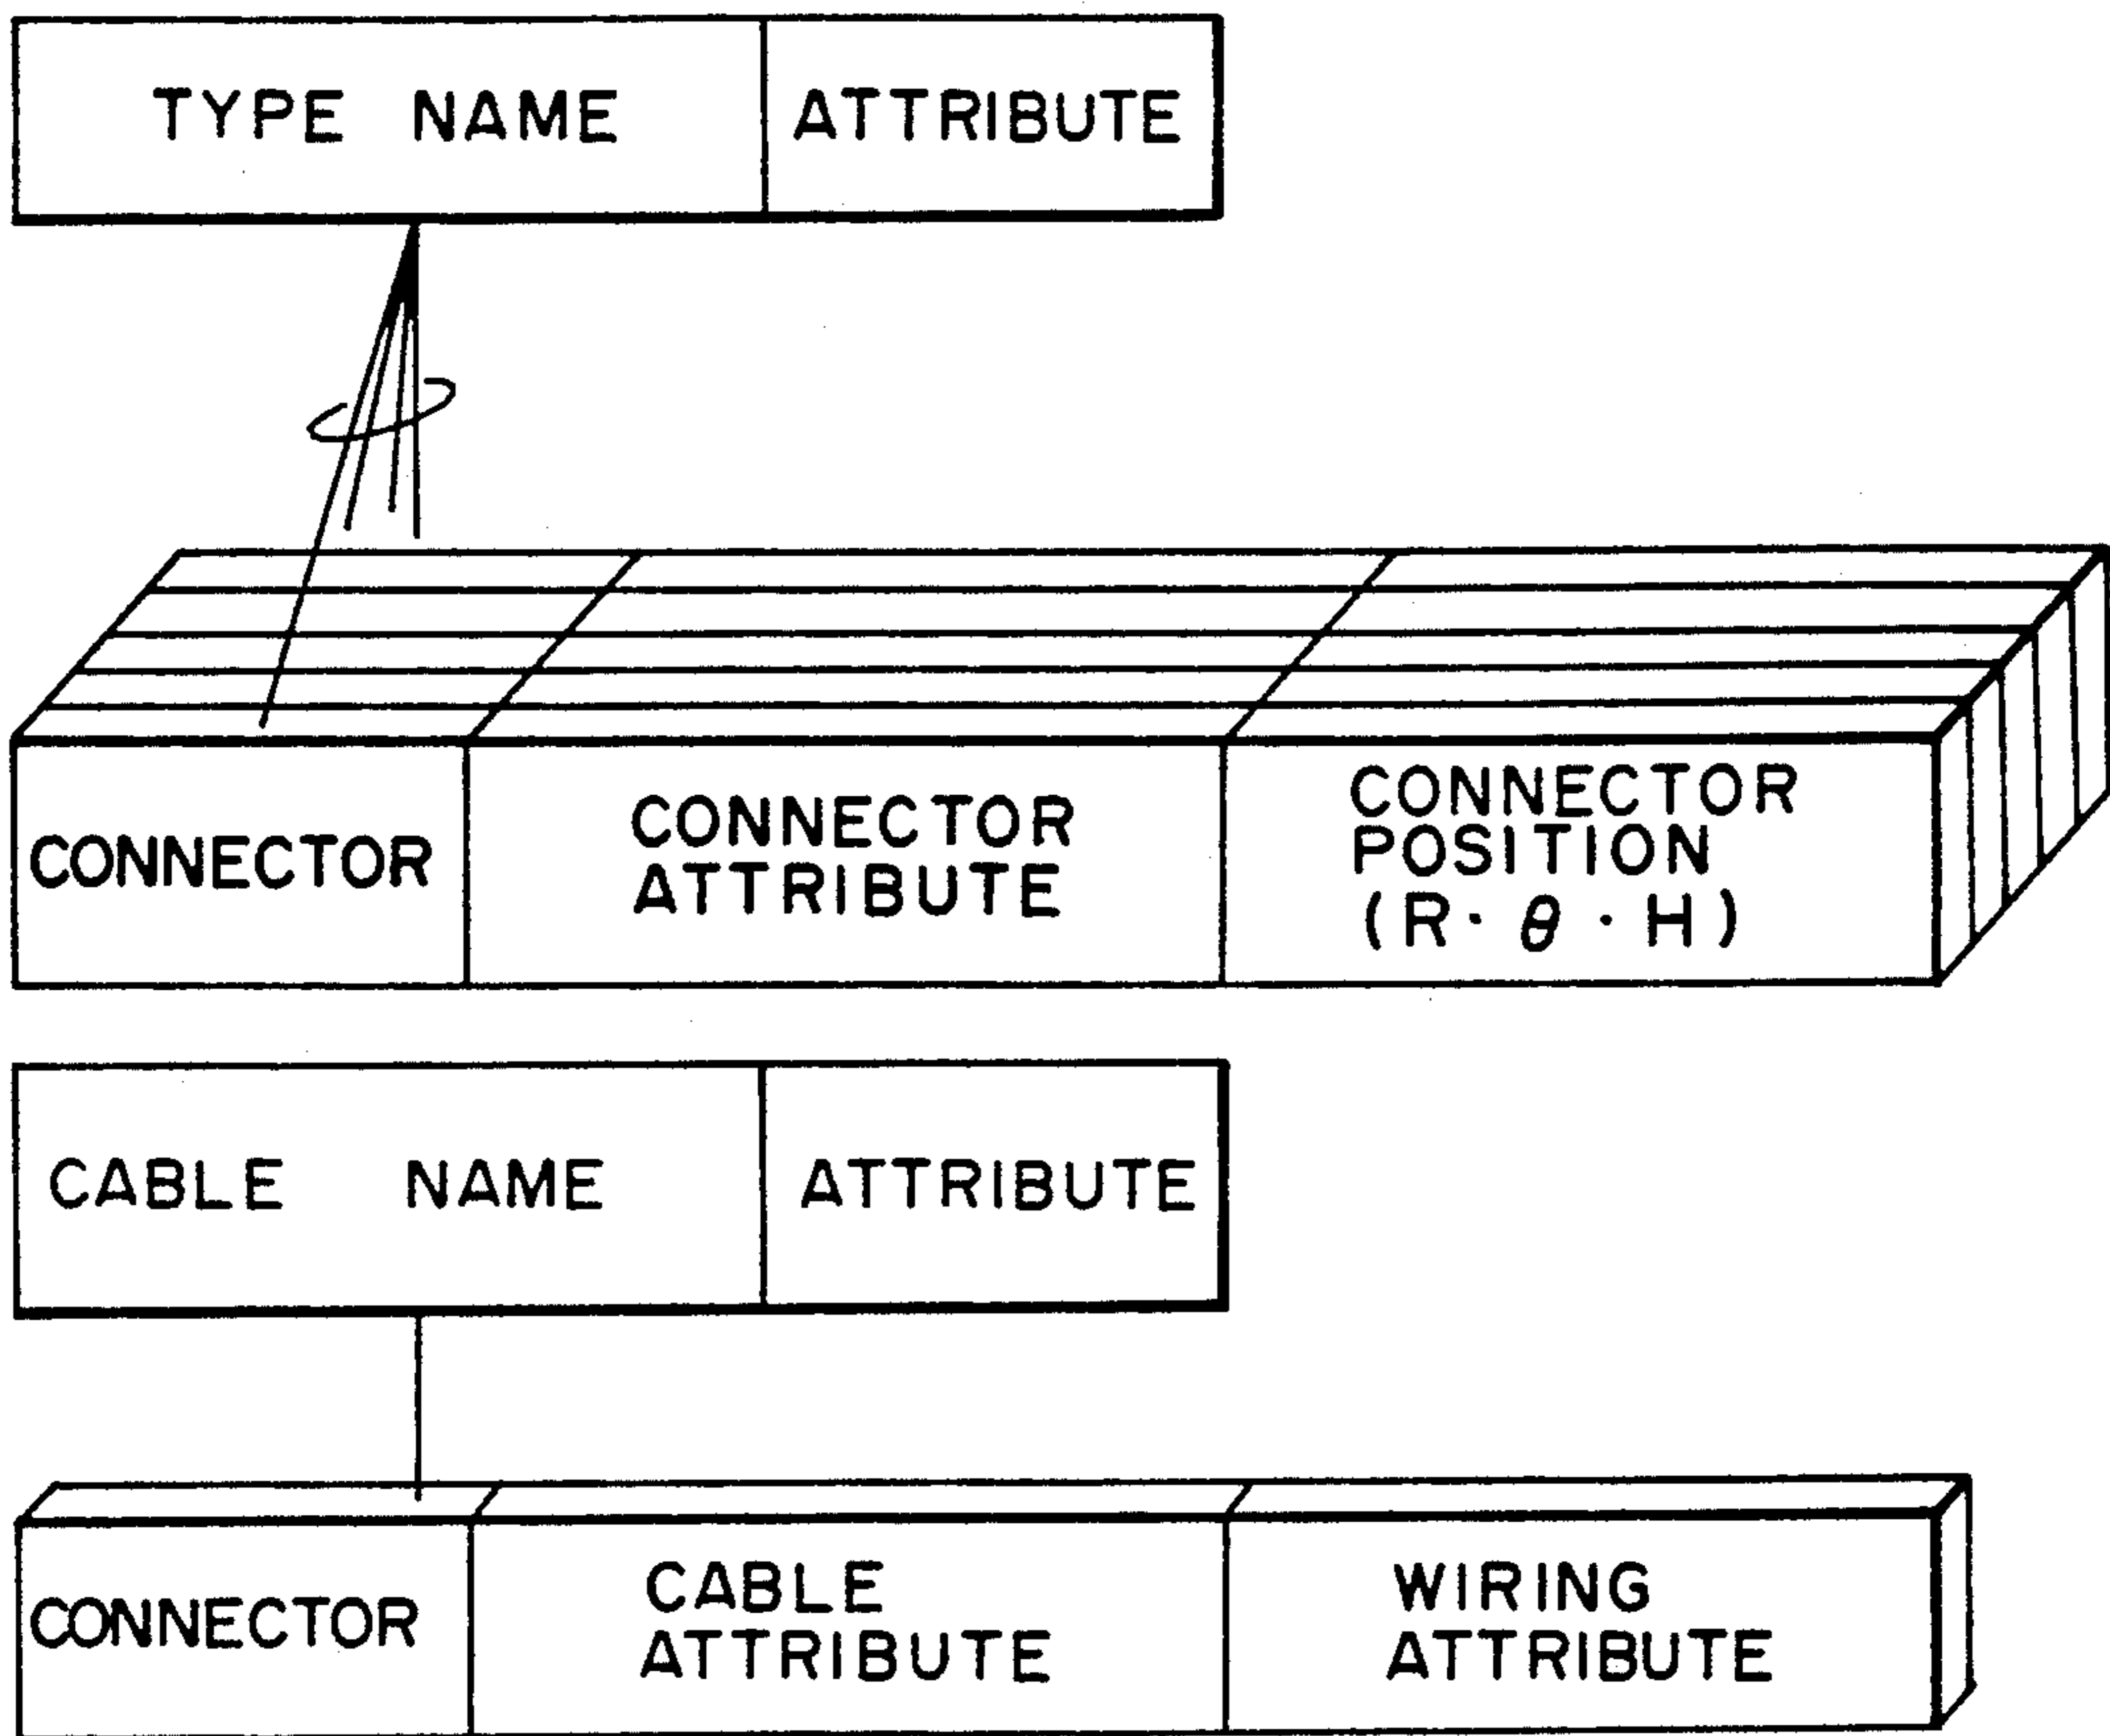 TYPE NAME ATTRIBUTE
CONNECTOR
CONNECTOR
ATTRIBUTE
CONNECTOR
POSITION
(R · θ · H)
CABLE NAME ATTRIBUTE
CONNECTOR
CABLE
ATTRIBUTE
WIRING
ATTRIBUTE